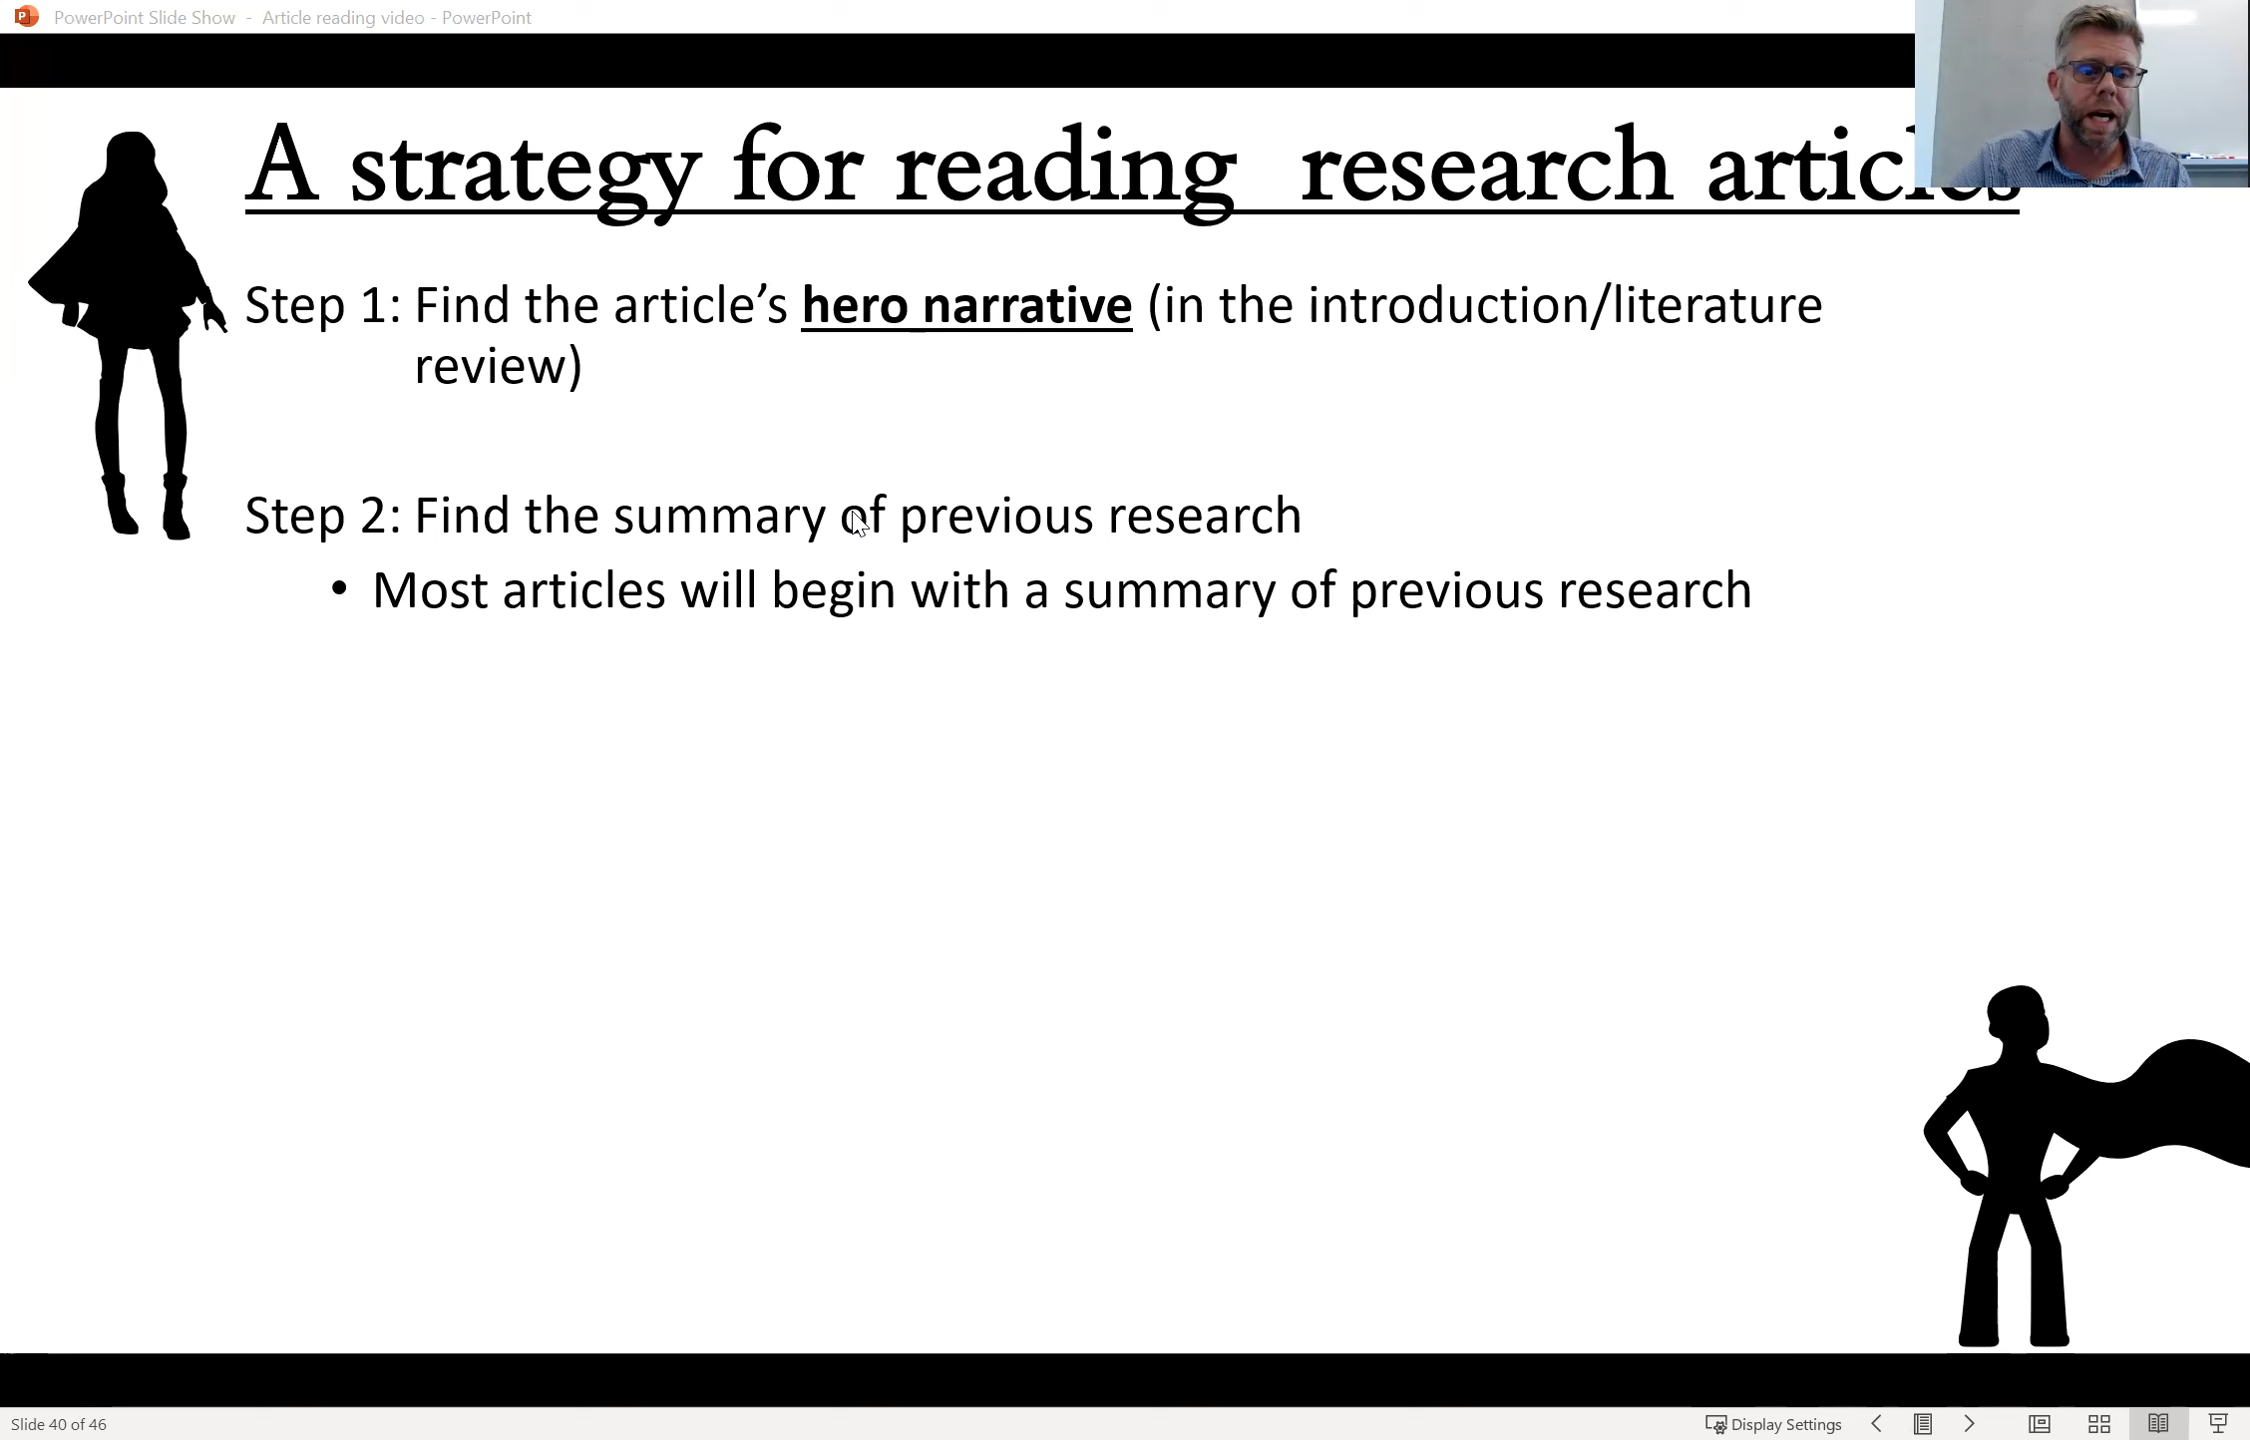 PowerPoint Slide Show - Article reading video - PowerPoint
A strategy for reading research articles
Step 1: Find the article’s hero narrative (in the introduction/literature
review)
Step 2: Find the summary of previous research
• Most articles will begin with a summary of previous research
Slide 40 of 46
Display Settings